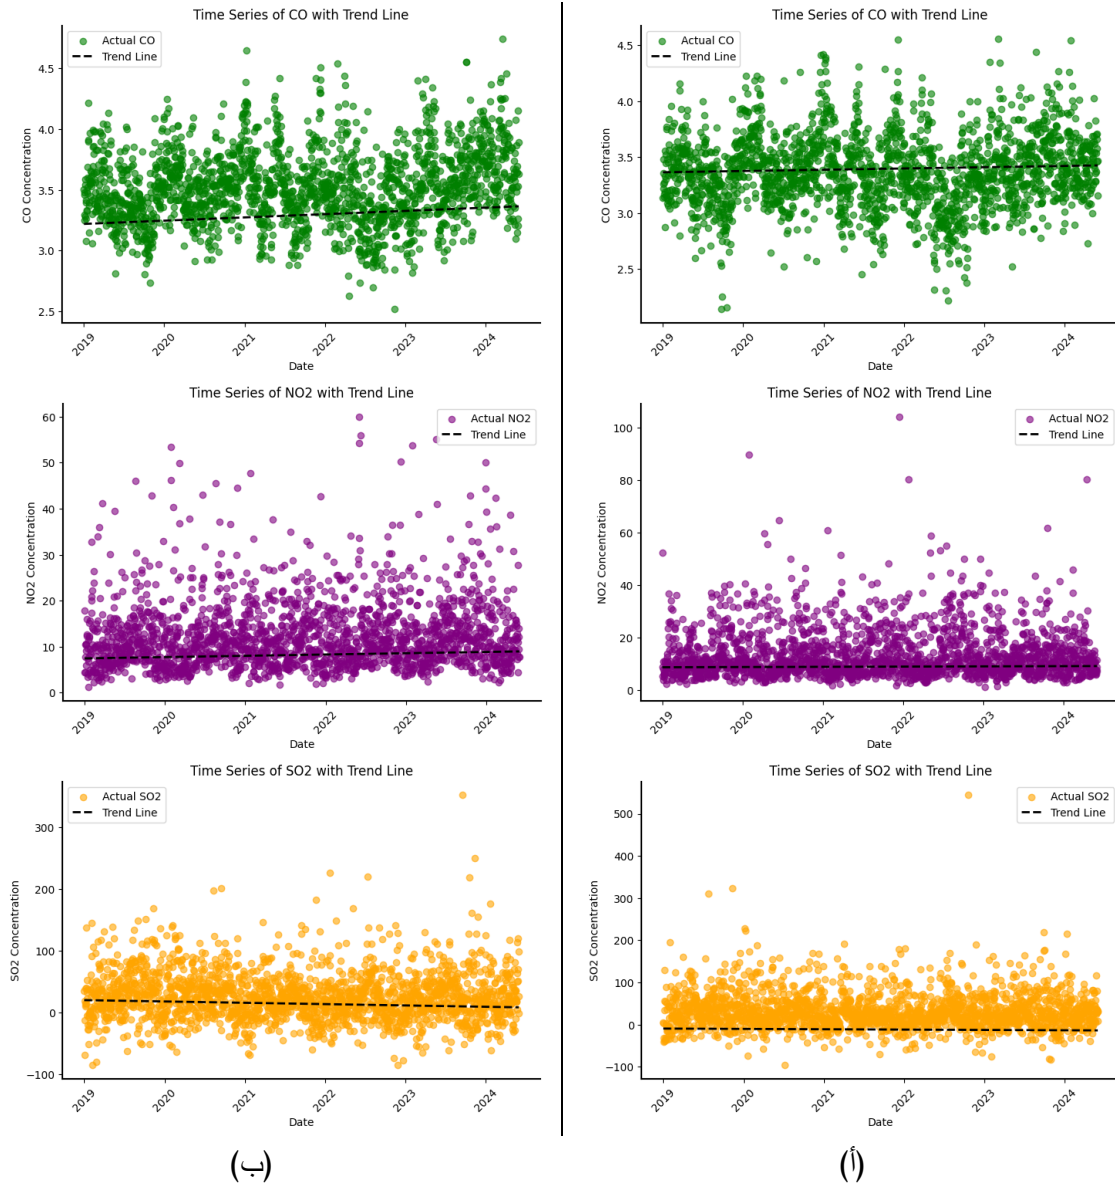 Time Series of CO with Trend Line
Actual CO
Trend Line
CO Concentration
4.5
4.0
3.5
3.0
2.5
2019
2020
2021
2022
2023
2024
Date
Time Series of CO with Trend Line
Actual CO
Trend Line
CO Concentration
4.5
4.0
3.5
3.0
2.5
2019
2020
2021
2022
2023
2024
Date
Time Series of NO2 with Trend Line
Actual NO2
Trend Line
NO2 Concentration
60
50
40
30
20
10
0
2019
2020
2021
2022
2023
2024
Date
Time Series of NO2 with Trend Line
Actual NO2
Trend Line
NO2 Concentration
100
80
60
40
20
0
2019
2020
2021
2022
2023
2024
Date
Time Series of SO2 with Trend Line
Actual SO2
Trend Line
SO2 Concentration
300
200
100
0
−100
2019
2020
2021
2022
2023
2024
Date
Time Series of SO2 with Trend Line
Actual SO2
Trend Line
SO2 Concentration
500
400
300
200
100
0
−100
2019
2020
2021
2022
2023
2024
Date
(ب)
(أ)